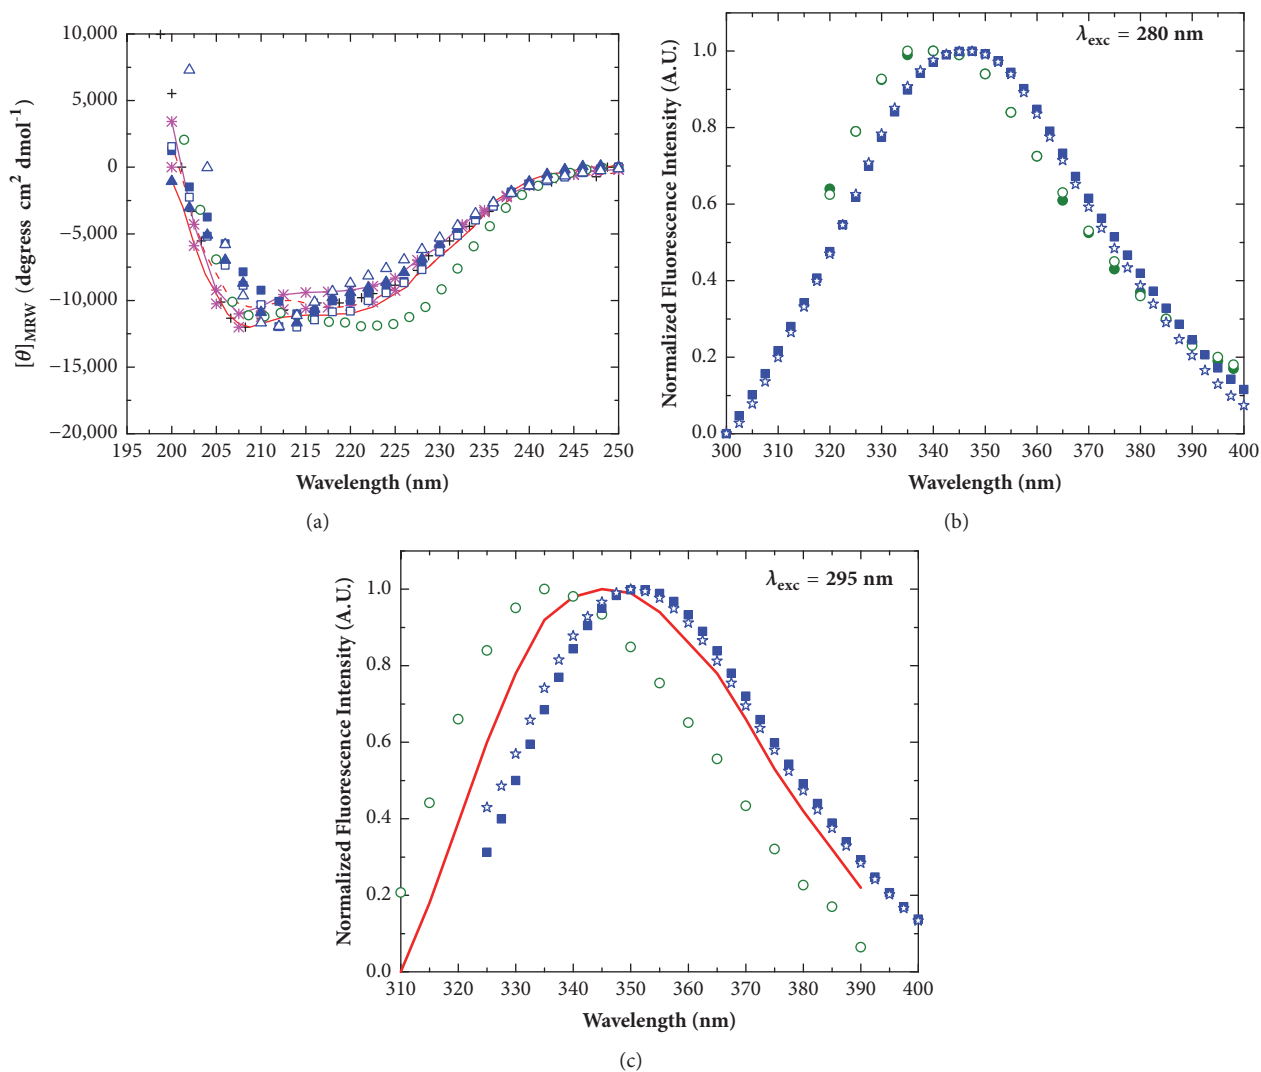 10,000
5,000
0
−5,000
−10,000
−15,000
−20,000
[θ]MRW (degress cm² dmol⁻¹)
195 200 205 210 215 220 225 230 235 240 245 250
Wavelength (nm)
(a)
λexc = 280 nm
1.0
0.8
0.6
0.4
0.2
0.0
Normalized Fluorescence Intensity (A.U.)
300 310 320 330 340 350 360 370 380 390 400
Wavelength (nm)
(b)
λexc = 295 nm
1.0
0.8
0.6
0.4
0.2
0.0
Normalized Fluorescence Intensity (A.U.)
310 320 330 340 350 360 370 380 390 400
Wavelength (nm)
(c)